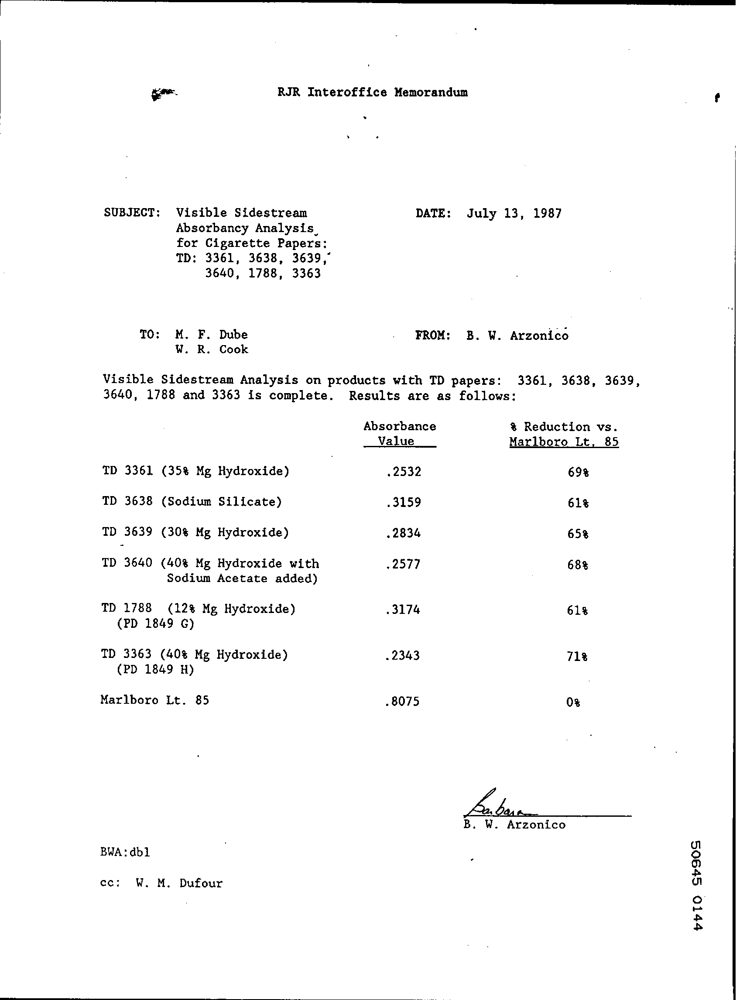 RJR Interoffice Memorandum
SUBJECT: Visible Sidestream DATE: July 13, 1987
Absorbancy Analysis
for Cigarette Papers:
TD: 3361, 3638, 3639,
3640, 1788, 3363
TO: M. F. Dube FROM: B. W. Arzonico
W. R. Cook
Visible Sidestream Analysis on products with TD papers: 3361, 3638, 3639,
3640, 1788 and 3363 is complete. Results are as follows:
Absorbance % Reduction vs.
Value Marlboro Lt. 85
TD 3361 (35% Mg Hydroxide) .2532 69%
TD 3638 (Sodium Silicate) .3159 61%
TD 3639 (30% Mg Hydroxide) .2834 65%
TD 3640 (40% Mg Hydroxide with .2577 68%
Sodium Acetate added)
TD 1788 (12% Mg Hydroxide) .3174 61%
(PD 1849 G)
TD 3363 (40% Mg Hydroxide) .2343 71%
(PD 1849 H)
Marlboro Lt. 85 .8075 0%
Barbara
B. W. Arzonico
BWA:dbl
cc: W. M. Dufour
50645 0144